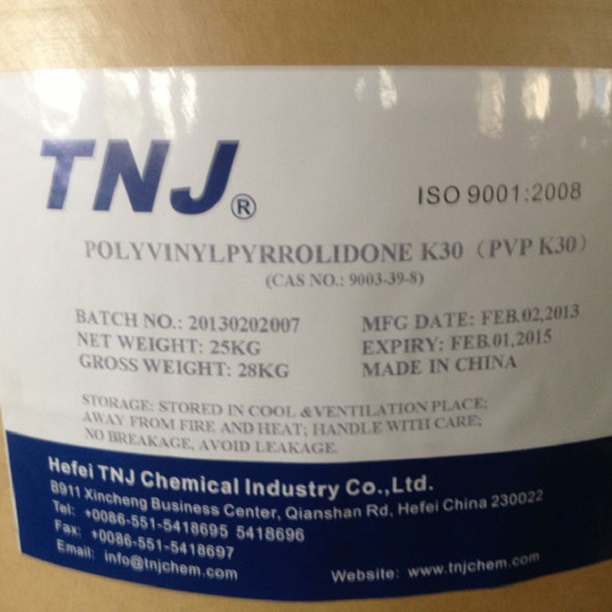 TNJ®
ISO 9001:2008
POLYVINYLPYRROLIDONE K30（PVP K30）
(CAS NO.: 9003-39-8)
BATCH NO.: 20130202007
MFG DATE: FEB.02,2013
NET WEIGHT: 25KG
EXPIRY: FEB.01,2015
GROSS WEIGHT: 28KG
MADE IN CHINA
STORAGE: STORED IN COOL &VENTILATION PLACE;
AWAY FROM FIRE AND HEAT; HANDLE WITH CARE;
NO BREAKAGE, AVOID LEAKAGE.
Hefei TNJ Chemical Industry Co.,Ltd.
B911 Xincheng Business Center, Qianshan Rd, Hefei China 230022
Tel: +0086-551-5418695 5418696
Fax: +0086-551-5418697
Email: info@tnjchem.com
Website: www.tnjchem.com